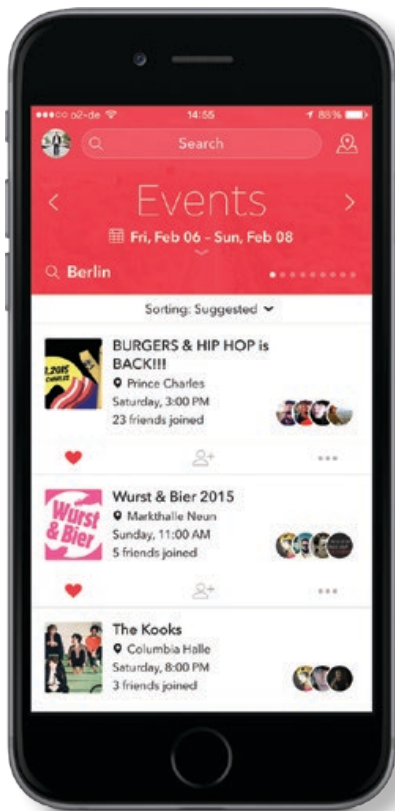 o2-de 14:55 88%
Search
Events
Fri, Feb 06 - Sun, Feb 08
Berlin
Sorting: Suggested
BURGERS & HIP HOP is
BACK!!!
Prince Charles
Saturday, 3:00 PM
23 friends joined
Wurst & Bier 2015
Markthalle Neun
Sunday, 11:00 AM
5 friends joined
Wurst
& Bier
The Kooks
Columbia Halle
Saturday, 8:00 PM
3 friends joined